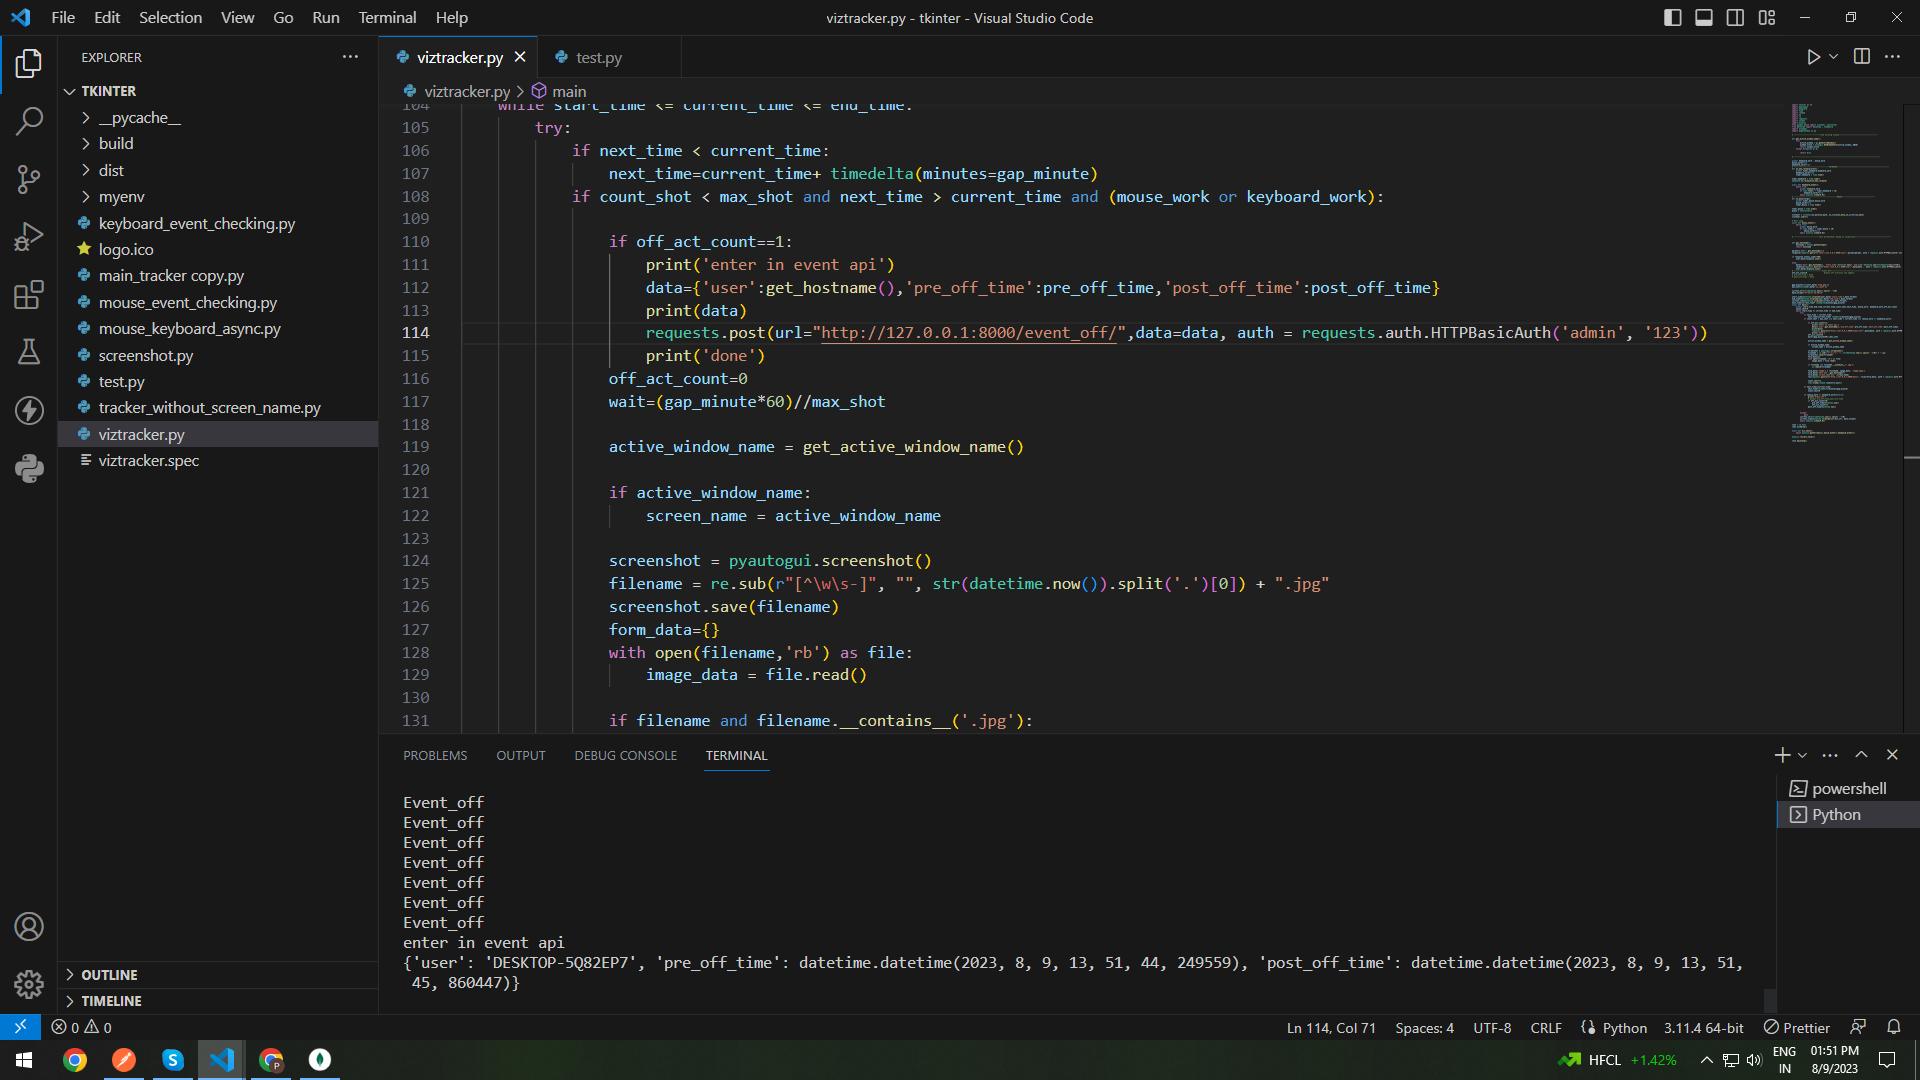 File Edit Selection View Go Run Terminal Help
viztracker.py - tkinter - Visual Studio Code
EXPLORER
TKINTER
__pycache__
build
dist
myenv
keyboard_event_checking.py
logo.ico
main_tracker copy.py
mouse_event_checking.py
mouse_keyboard_async.py
screenshot.py
test.py
tracker_without_screen_name.py
viztracker.py
viztracker.spec
OUTLINE
TIMELINE
viztracker.py test.py
viztracker.py > main
104 while start_time <= current_time <= end_time:
105 try:
106 if next_time < current_time:
107 next_time=current_time+ timedelta(minutes=gap_minute)
108 if count_shot < max_shot and next_time > current_time and (mouse_work or keyboard_work):
109
110 if off_act_count==1:
111 print('enter in event api')
112 data={'user':get_hostname(),'pre_off_time':pre_off_time,'post_off_time':post_off_time}
113 print(data)
114 requests.post(url="http://127.0.0.1:8000/event_off/",data=data, auth = requests.auth.HTTPBasicAuth('admin', '123'))
115 print('done')
116 off_act_count=0
117 wait=(gap_minute*60)//max_shot
118
119 active_window_name = get_active_window_name()
120
121 if active_window_name:
122 screen_name = active_window_name
123
124 screenshot = pyautogui.screenshot()
125 filename = re.sub(r"[^\w\s-]", "", str(datetime.now()).split('.')[0]) + ".jpg"
126 screenshot.save(filename)
127 form_data={}
128 with open(filename,'rb') as file:
129 image_data = file.read()
130
131 if filename and filename.__contains__('.jpg'):
PROBLEMS OUTPUT DEBUG CONSOLE TERMINAL
Event_off
Event_off
Event_off
Event_off
Event_off
Event_off
Event_off
enter in event api
{'user': 'DESKTOP-5Q82EP7', 'pre_off_time': datetime.datetime(2023, 8, 9, 13, 51, 44, 249559), 'post_off_time': datetime.datetime(2023, 8, 9, 13, 51,
45, 860447)}
powershell
Python
0 0
Ln 114, Col 71 Spaces: 4 UTF-8 CRLF Python 3.11.4 64-bit Prettier
HFCL +1.42%
ENG
IN
01:51 PM
8/9/2023